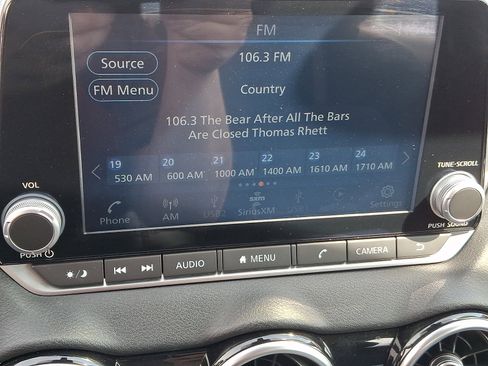 FM
Source
106.3 FM
FM Menu
Country
106.3 The Bear After All The Bars
Are Closed Thomas Rhett
19 20 21 22 23 24
530 AM 600 AM 1000 AM 1400 AM 1610 AM 1710 AM
VOL
TUNE·SCROLL
Phone AM USB2 sxm SiriusXM Settings
PUSH
PUSH SOUND
AUDIO MENU CAMERA